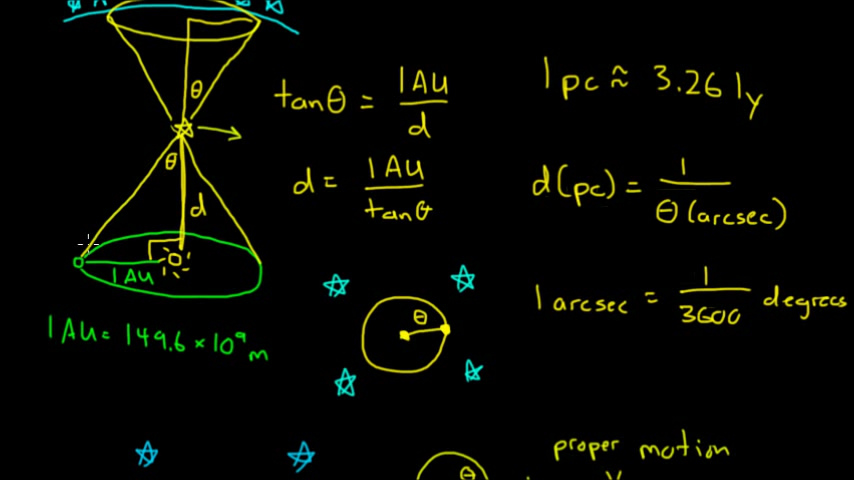 θ
tanθ = 1AU / d
1pc ≈ 3.26 ly
θ
d
d = 1AU / tanθ
d(pc) = 1 / θ(arcsec)
1AU
1AU = 149.6 × 10⁹ m
θ
1 arcsec = 1 / 3600 degrees
proper motion
θ